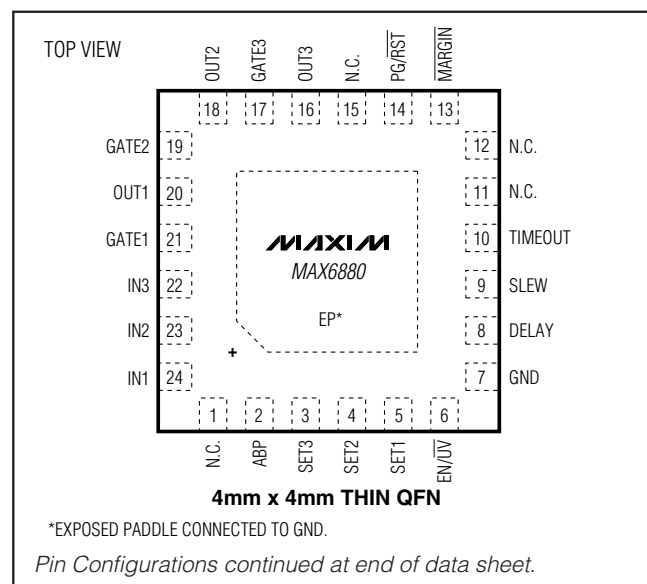 TOP VIEW
OUT2
GATE3
OUT3
N.C.
PG/RST
MARGIN
18
17
16
15
14
13
GATE2 19
12 N.C.
OUT1 20
11 N.C.
GATE1 21
10 TIMEOUT
MAXIM
MAX6880
IN3 22
9 SLEW
IN2 23
EP*
8 DELAY
+
IN1 24
7 GND
1
2
3
4
5
6
N.C.
ABP
SET3
SET2
SET1
EN/UV
4mm x 4mm THIN QFN
*EXPOSED PADDLE CONNECTED TO GND.
Pin Configurations continued at end of data sheet.